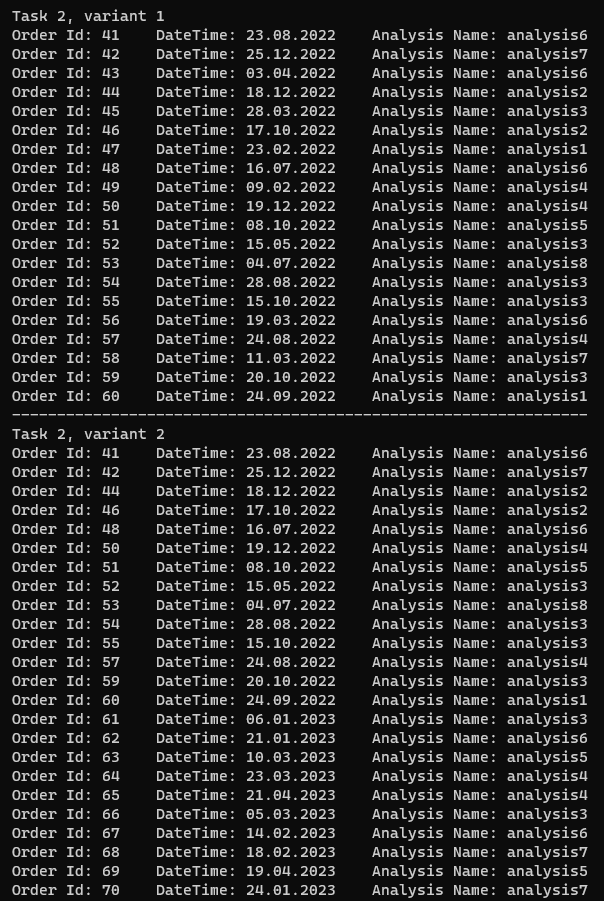 Task 2, variant 1
Order Id: 41    DateTime: 23.08.2022    Analysis Name: analysis6
Order Id: 42    DateTime: 25.12.2022    Analysis Name: analysis7
Order Id: 43    DateTime: 03.04.2022    Analysis Name: analysis6
Order Id: 44    DateTime: 18.12.2022    Analysis Name: analysis2
Order Id: 45    DateTime: 28.03.2022    Analysis Name: analysis3
Order Id: 46    DateTime: 17.10.2022    Analysis Name: analysis2
Order Id: 47    DateTime: 23.02.2022    Analysis Name: analysis1
Order Id: 48    DateTime: 16.07.2022    Analysis Name: analysis6
Order Id: 49    DateTime: 09.02.2022    Analysis Name: analysis4
Order Id: 50    DateTime: 19.12.2022    Analysis Name: analysis4
Order Id: 51    DateTime: 08.10.2022    Analysis Name: analysis5
Order Id: 52    DateTime: 15.05.2022    Analysis Name: analysis3
Order Id: 53    DateTime: 04.07.2022    Analysis Name: analysis8
Order Id: 54    DateTime: 28.08.2022    Analysis Name: analysis3
Order Id: 55    DateTime: 15.10.2022    Analysis Name: analysis3
Order Id: 56    DateTime: 19.03.2022    Analysis Name: analysis6
Order Id: 57    DateTime: 24.08.2022    Analysis Name: analysis4
Order Id: 58    DateTime: 11.03.2022    Analysis Name: analysis7
Order Id: 59    DateTime: 20.10.2022    Analysis Name: analysis3
Order Id: 60    DateTime: 24.09.2022    Analysis Name: analysis1
----------------------------------------------------------------
Task 2, variant 2
Order Id: 41    DateTime: 23.08.2022    Analysis Name: analysis6
Order Id: 42    DateTime: 25.12.2022    Analysis Name: analysis7
Order Id: 44    DateTime: 18.12.2022    Analysis Name: analysis2
Order Id: 46    DateTime: 17.10.2022    Analysis Name: analysis2
Order Id: 48    DateTime: 16.07.2022    Analysis Name: analysis6
Order Id: 50    DateTime: 19.12.2022    Analysis Name: analysis4
Order Id: 51    DateTime: 08.10.2022    Analysis Name: analysis5
Order Id: 52    DateTime: 15.05.2022    Analysis Name: analysis3
Order Id: 53    DateTime: 04.07.2022    Analysis Name: analysis8
Order Id: 54    DateTime: 28.08.2022    Analysis Name: analysis3
Order Id: 55    DateTime: 15.10.2022    Analysis Name: analysis3
Order Id: 57    DateTime: 24.08.2022    Analysis Name: analysis4
Order Id: 59    DateTime: 20.10.2022    Analysis Name: analysis3
Order Id: 60    DateTime: 24.09.2022    Analysis Name: analysis1
Order Id: 61    DateTime: 06.01.2023    Analysis Name: analysis3
Order Id: 62    DateTime: 21.01.2023    Analysis Name: analysis6
Order Id: 63    DateTime: 10.03.2023    Analysis Name: analysis5
Order Id: 64    DateTime: 23.03.2023    Analysis Name: analysis4
Order Id: 65    DateTime: 21.04.2023    Analysis Name: analysis4
Order Id: 66    DateTime: 05.03.2023    Analysis Name: analysis3
Order Id: 67    DateTime: 14.02.2023    Analysis Name: analysis6
Order Id: 68    DateTime: 18.02.2023    Analysis Name: analysis7
Order Id: 69    DateTime: 19.04.2023    Analysis Name: analysis5
Order Id: 70    DateTime: 24.01.2023    Analysis Name: analysis7